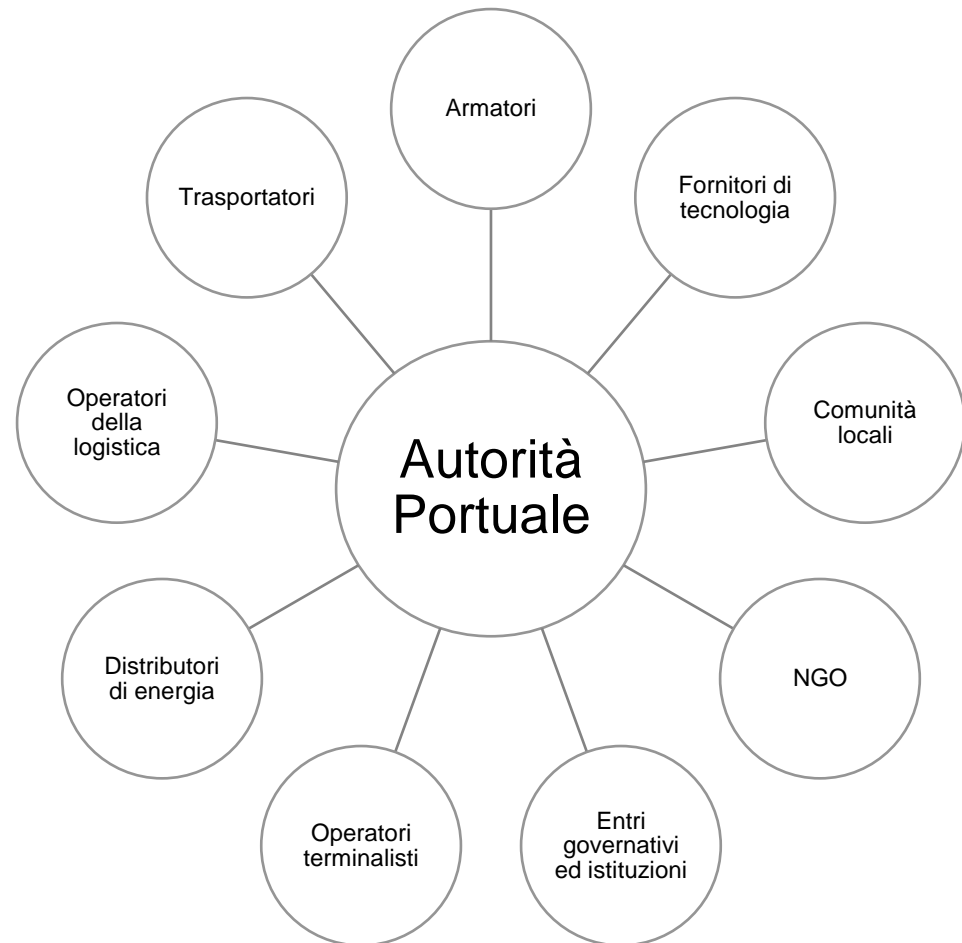 Armatori
Fornitori di
tecnologia
Comunità
locali
NGO
Entri
governativi
ed istituzioni
Operatori
terminalisti
Distributori
di energia
Operatori
della
logistica
Trasportatori
Autorità
Portuale